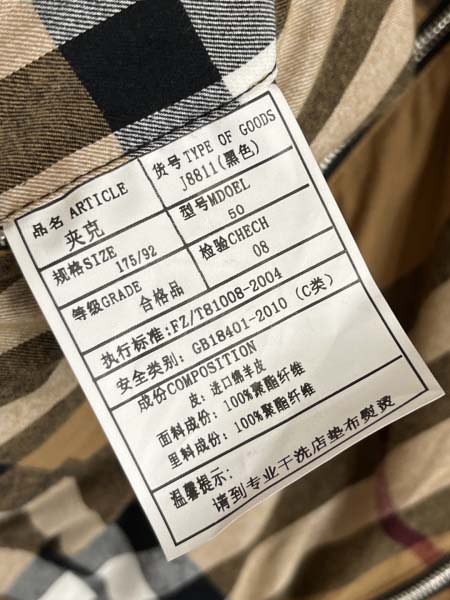 品名 ARTICLE
夹克
货号 TYPE OF GOODS
J8811(黑色)
规格SIZE
175/92
型号MDOEL
50
等级GRADE
合格品
检验CHECH
08
执行标准:FZ/T81008-2004
安全类别: GB18401-2010 (C类)
成份COMPOSITION
皮: 进口绵羊皮
面料成份: 100%聚酯纤维
里料成份: 100%聚酯纤维
温馨提示:
请到专业干洗店垫布熨烫